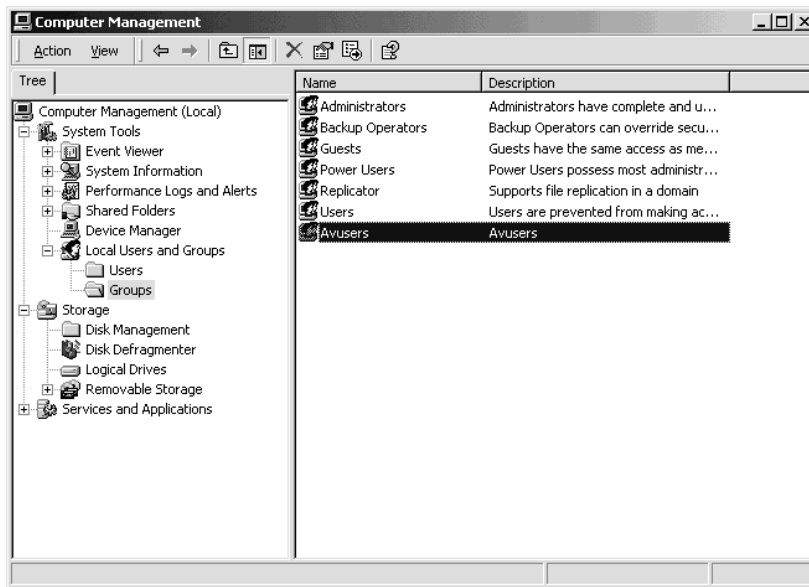 Computer Management
Action View
Tree
Computer Management (Local)
System Tools
Event Viewer
System Information
Performance Logs and Alerts
Shared Folders
Device Manager
Local Users and Groups
Users
Groups
Storage
Disk Management
Disk Defragmenter
Logical Drives
Removable Storage
Services and Applications
Name Description
Administrators Administrators have complete and u...
Backup Operators Backup Operators can override secu...
Guests Guests have the same access as me...
Power Users Power Users possess most administr...
Replicator Supports file replication in a domain
Users Users are prevented from making ac...
Avusers Avusers